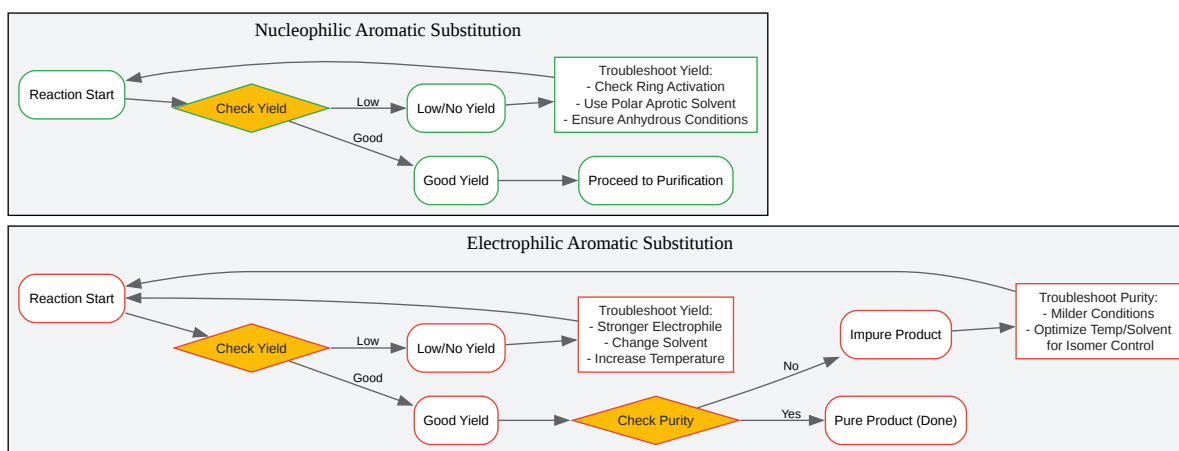 Nucleophilic Aromatic Substitution
Reaction Start
Check Yield
Low
Low/No Yield
Troubleshoot Yield:
- Check Ring Activation
- Use Polar Aprotic Solvent
- Ensure Anhydrous Conditions
Good
Good Yield
Proceed to Purification
Electrophilic Aromatic Substitution
Reaction Start
Check Yield
Low
Low/No Yield
Troubleshoot Yield:
- Stronger Electrophile
- Change Solvent
- Increase Temperature
Good
Good Yield
Check Purity
No
Impure Product
Troubleshoot Purity:
- Milder Conditions
- Optimize Temp/Solvent
for Isomer Control
Yes
Pure Product (Done)